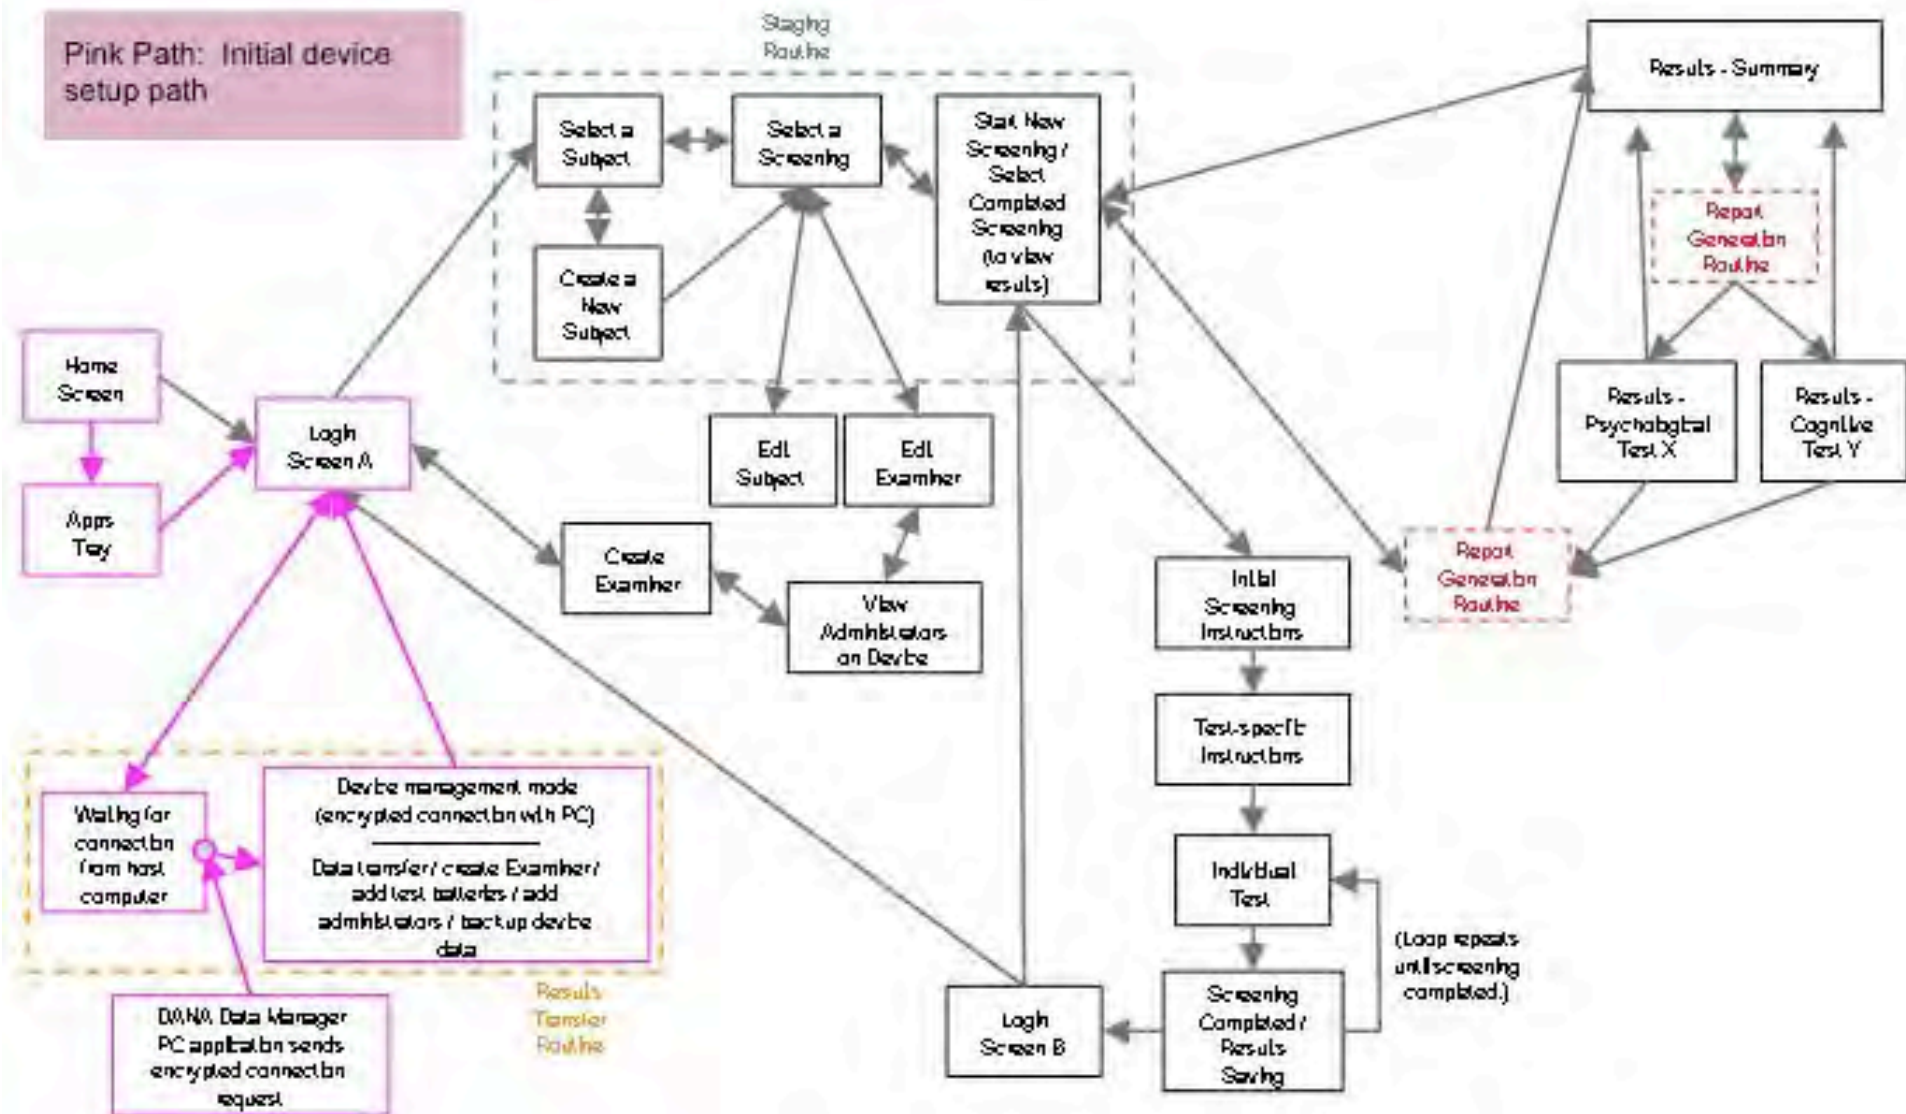 Pink Path: Initial device
setup path
Staging
Routine
Select a
Subject
Select a
Screening
Start New
Screening /
Select
Completed
Screening
(to view
results)
Create a
New
Subject
Results - Summary
Report
Generation
Routine
Results -
Psychological
Test X
Results -
Cognitive
Test Y
Home
Screen
Login
Screen A
Apps
Tray
Edit
Subject
Edit
Examiner
Create
Examiner
View
Administrators
on Device
Report
Generation
Routine
Initial
Screening
Instructions
Test-specific
Instructions
Individual
Test
(Loop repeats
until screening
completed.)
Screening
Completed /
Results
Saving
Login
Screen B
Waiting for
connection
from host
computer
Device management mode
(encrypted connection with PC)
Data transfer / create Examiner /
add test batteries / add
administrators / back up device
data
Results
Transfer
Routine
DANA Data Manager
PC application sends
encrypted connection
request